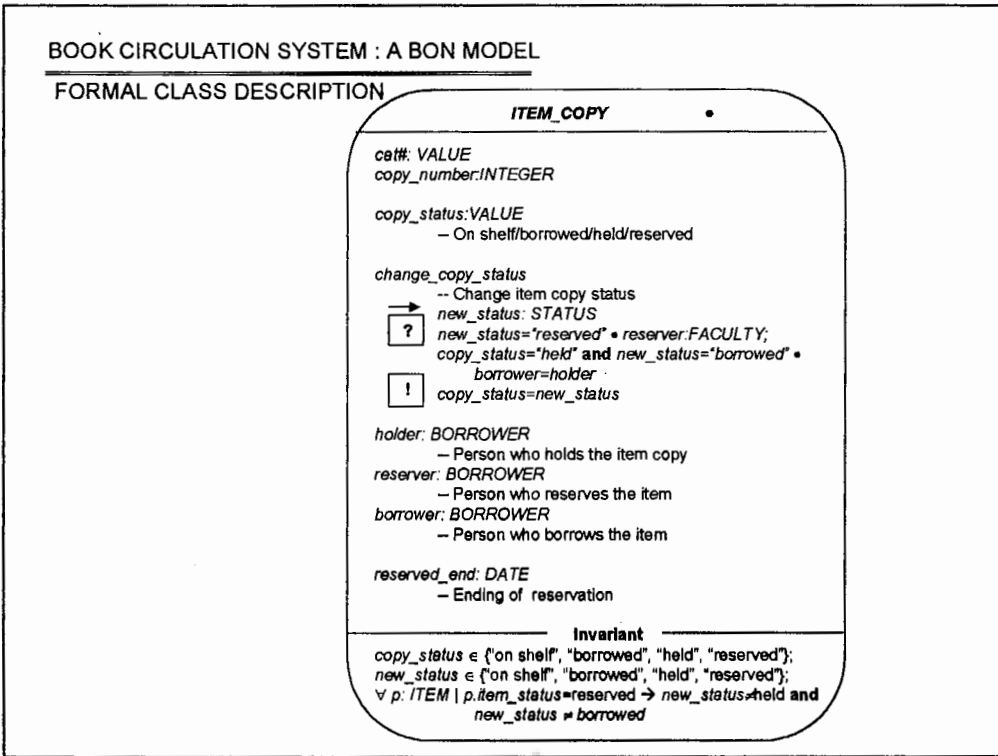 BOOK CIRCULATION SYSTEM : A BON MODEL
FORMAL CLASS DESCRIPTION
ITEM_COPY •
cat#: VALUE
copy_number:INTEGER
copy_status:VALUE
– On shelf/borrowed/held/reserved
change_copy_status
-- Change item copy status
new_status: STATUS
? new_status="reserved" • reserver:FACULTY;
copy_status="held" and new_status="borrowed" •
borrower=holder
! copy_status=new_status
holder: BORROWER
– Person who holds the item copy
reserver: BORROWER
– Person who reserves the item
borrower: BORROWER
– Person who borrows the item
reserved_end: DATE
– Ending of reservation
Invariant
copy_status ∈ {"on shelf", "borrowed", "held", "reserved"};
new_status ∈ {"on shelf", "borrowed", "held", "reserved"};
∀ p: ITEM | p.item_status=reserved → new_status≠held and
new_status ≠ borrowed